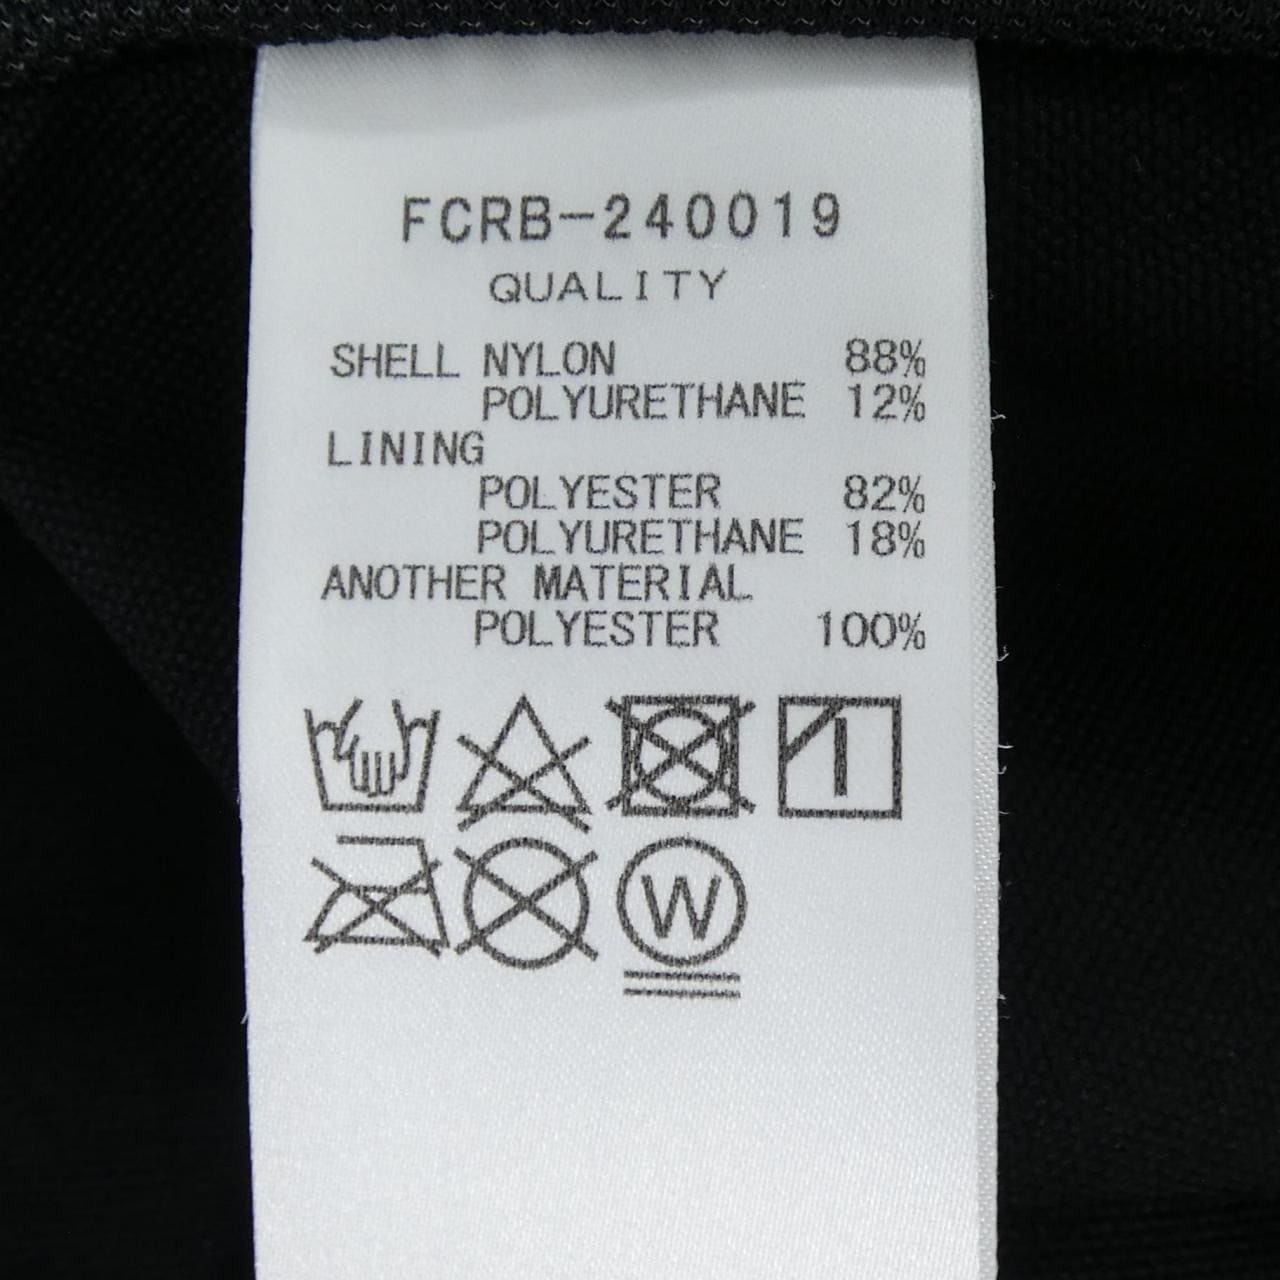 FCRB-240019
QUALITY
SHELL NYLON 88%
POLYURETHANE 12%
LINING
POLYESTER 82%
POLYURETHANE 18%
ANOTHER MATERIAL
POLYESTER 100%
W